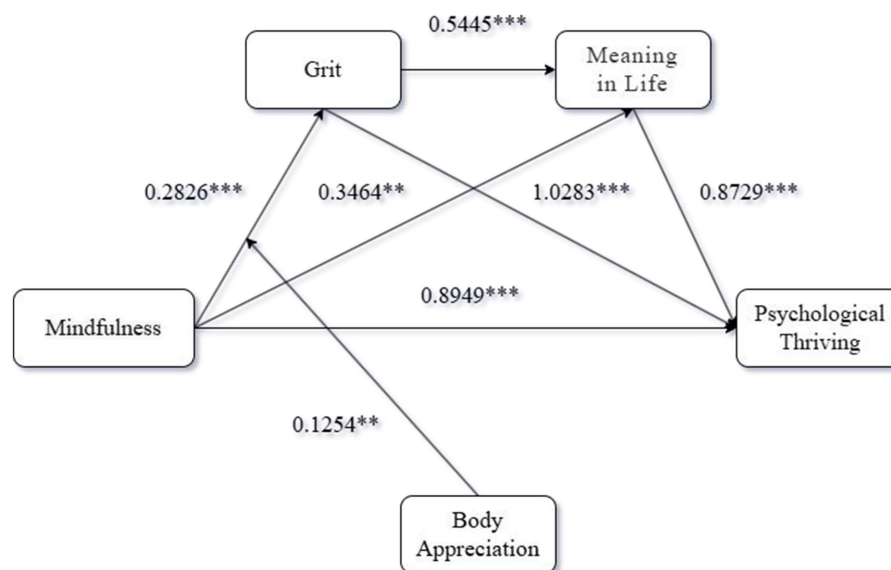 0.5445***
Grit
Meaning
in Life
0.2826***
0.3464**
1.0283***
0.8729***
Mindfulness
0.8949***
Psychological
Thriving
0.1254**
Body
Appreciation